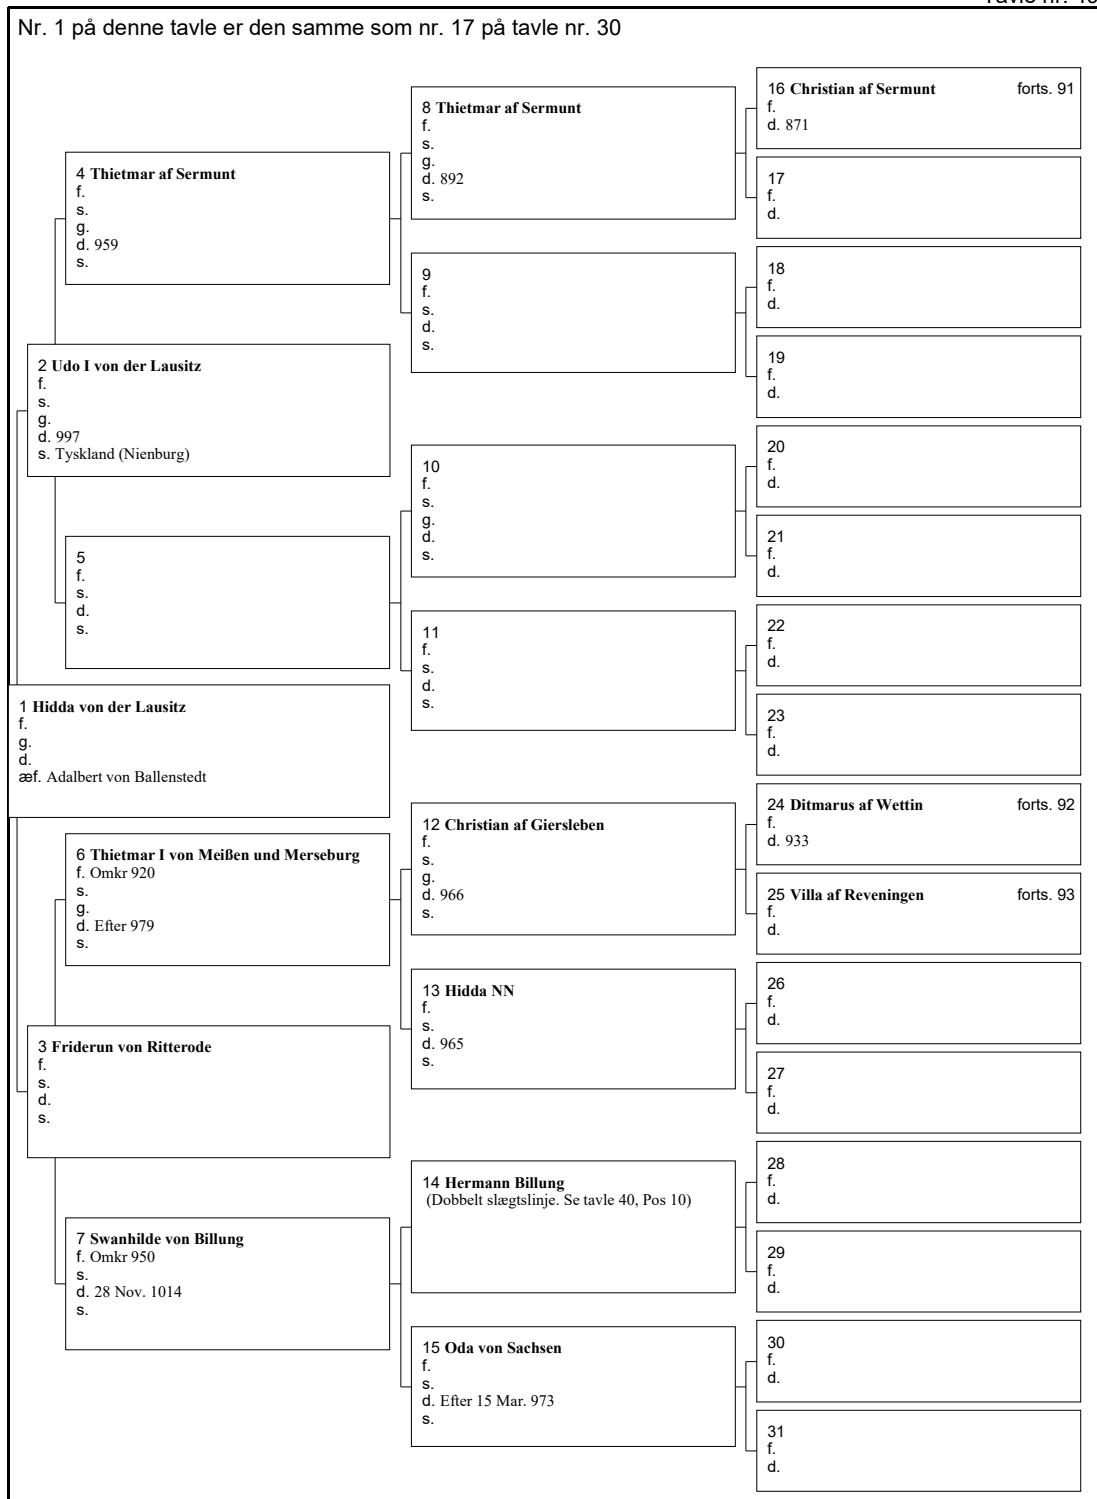 Nr. 1 på denne tavle er den samme som nr. 17 på tavle nr. 30
16 Christian af Sermunt forts. 91
f.
d. 871
8 Thietmar af Sermunt
f.
s.
g.
d. 892
s.
4 Thietmar af Sermunt
f.
s.
g.
d. 959
s.
17
f.
d.
9
f.
s.
d.
s.
18
f.
d.
19
f.
d.
2 Udo I von der Lausitz
f.
s.
g.
d. 997
s. Tyskland (Nienburg)
10
f.
s.
g.
d.
s.
20
f.
d.
21
f.
d.
5
f.
s.
d.
s.
11
f.
s.
d.
s.
22
f.
d.
23
f.
d.
1 Hidda von der Lausitz
f.
g.
d.
æf. Adalbert von Ballenstedt
12 Christian af Giersleben
f.
s.
g.
d. 966
s.
24 Ditmarus af Wettin forts. 92
f.
d. 933
25 Villa af Reveningen forts. 93
f.
d.
6 Thietmar I von Meißen und Merseburg
f. Omkr 920
s.
g.
d. Efter 979
s.
13 Hidda NN
f.
s.
d. 965
s.
26
f.
d.
27
f.
d.
3 Friderun von Ritterode
f.
s.
d.
s.
14 Hermann Billung
(Dobbelt slægtslinje. Se tavle 40, Pos 10)
28
f.
d.
29
f.
d.
7 Swanhilde von Billung
f. Omkr 950
s.
d. 28 Nov. 1014
s.
15 Oda von Sachsen
f.
s.
d. Efter 15 Mar. 973
s.
30
f.
d.
31
f.
d.